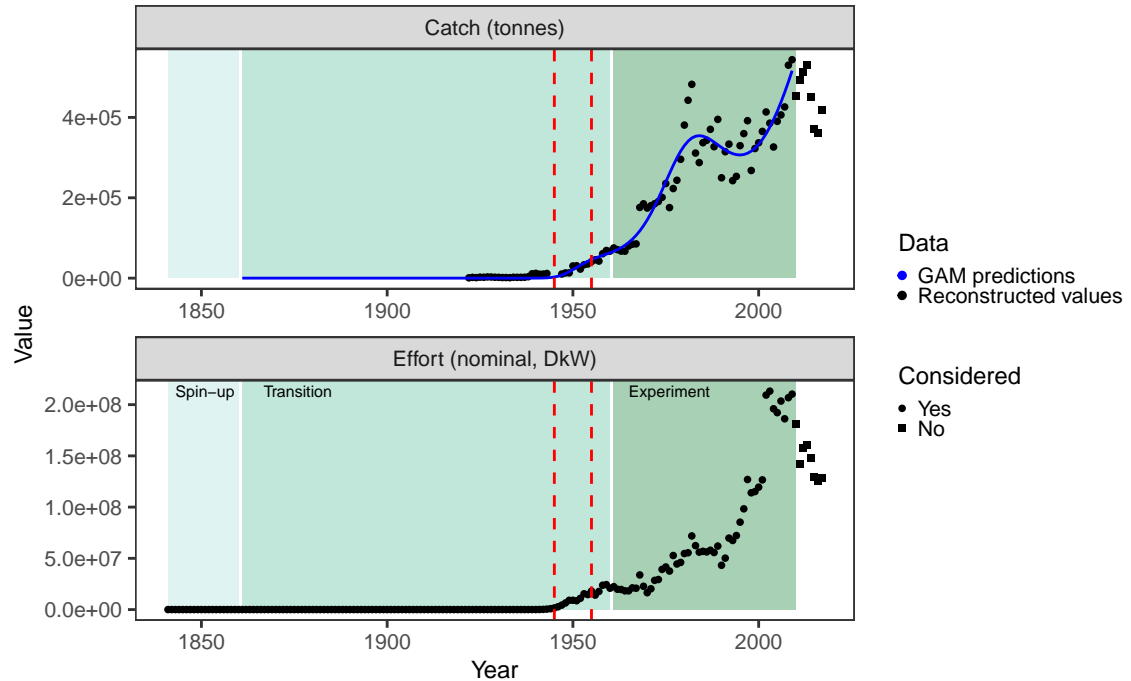 Catch (tonnes)
4e+05
2e+05
0e+00
1850 1900 1950 2000
Value
Effort (nominal, DkW)
Spin−up Transition Experiment
2.0e+08
1.5e+08
1.0e+08
5.0e+07
0.0e+00
1850 1900 1950 2000
Year
Data
GAM predictions
Reconstructed values
Considered
Yes
No